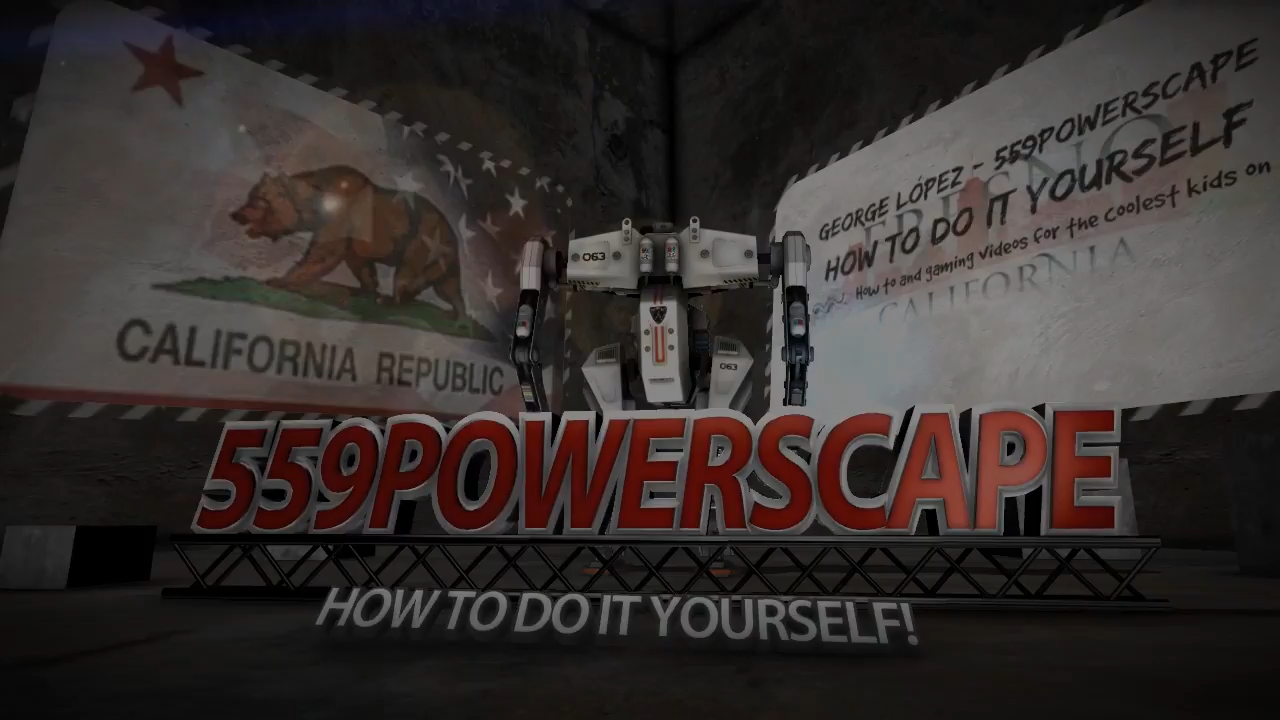 CALIFORNIA REPUBLIC
GEORGE LÓPEZ - 559POWERSCAPE
HOW TO DO IT YOURSELF
How to and gaming videos for the coolest kids on
FRESNO
CALIFORNIA
063
063
559POWERSCAPE
HOW TO DO IT YOURSELF!